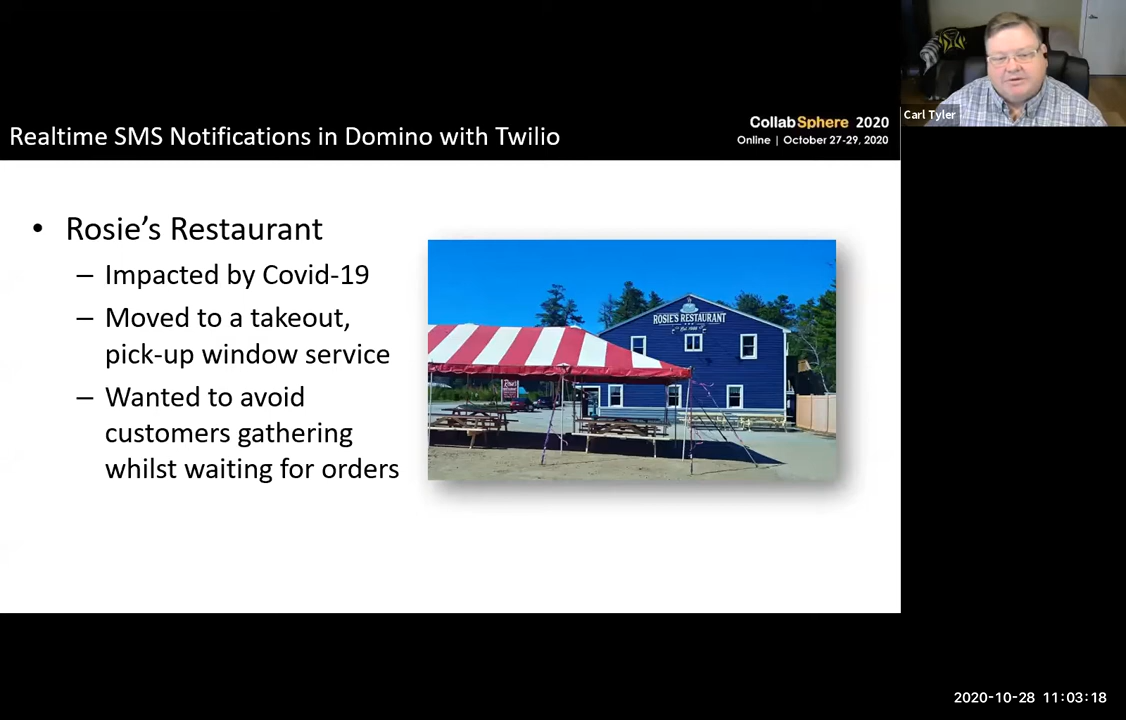 Realtime SMS Notifications in Domino with Twilio
CollabSphere 2020
Online | October 27-29, 2020
Carl Tyler
• Rosie’s Restaurant
– Impacted by Covid-19
– Moved to a takeout,
pick-up window service
– Wanted to avoid
customers gathering
whilst waiting for orders
ROSIE'S RESTAURANT
2020-10-28 11:03:18